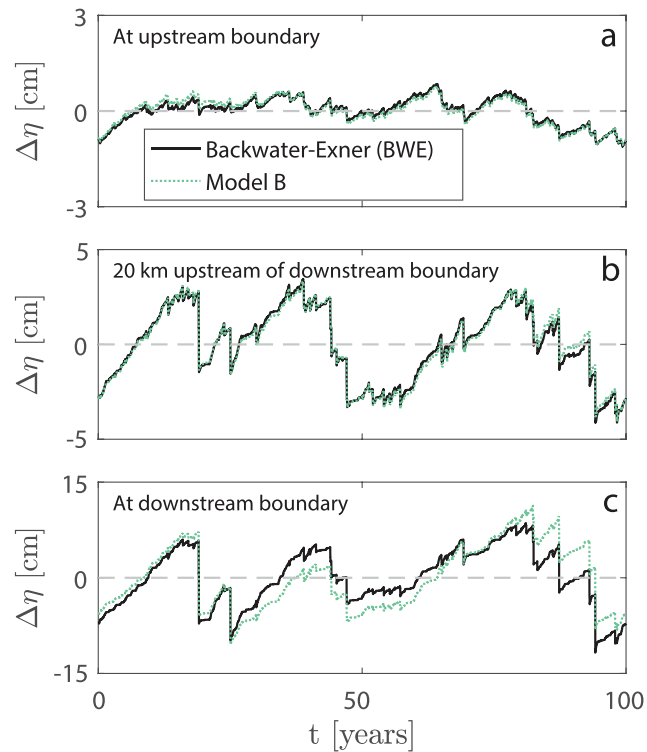 3
At upstream boundary
a
Δη [cm]
0
Backwater-Exner (BWE)
Model B
-3
5
20 km upstream of downstream boundary
b
Δη [cm]
0
-5
15
At downstream boundary
c
Δη [cm]
0
-15
0
50
100
t [years]